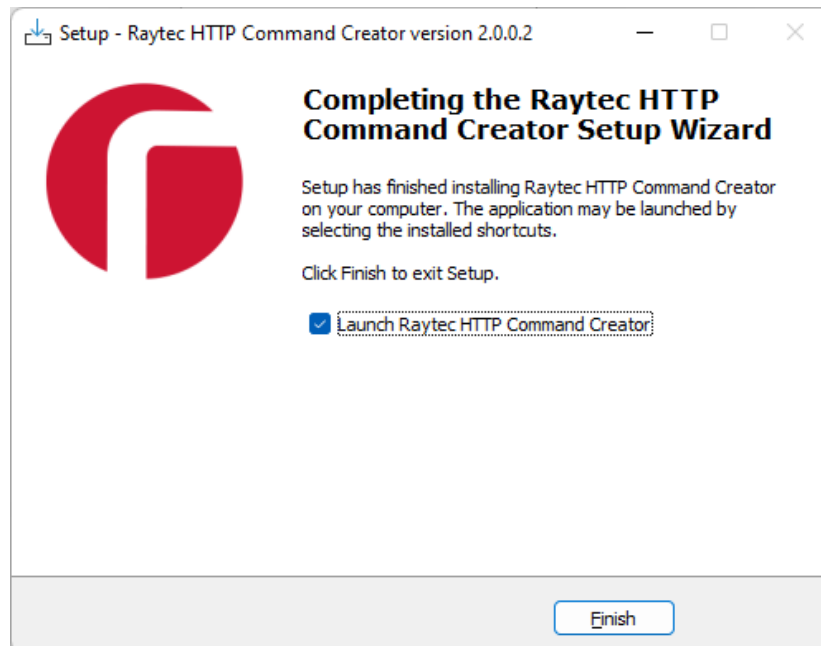 Setup - Raytec HTTP Command Creator version 2.0.0.2
Completing the Raytec HTTP
Command Creator Setup Wizard
Setup has finished installing Raytec HTTP Command Creator
on your computer. The application may be launched by
selecting the installed shortcuts.
Click Finish to exit Setup.
Launch Raytec HTTP Command Creator
Finish